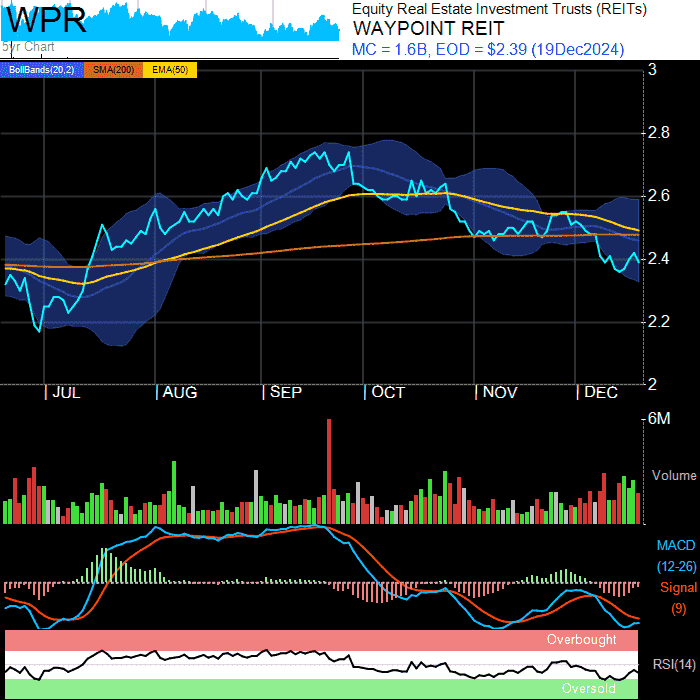 WPR
5yr Chart
Equity Real Estate Investment Trusts (REITs)
WAYPOINT REIT
MC = 1.6B, EOD = $2.39 (19Dec2024)
BollBands(20,2) SMA(200) EMA(50)
3
2.8
2.6
2.4
2.2
2
JUL AUG SEP OCT NOV DEC
6M
Volume
MACD
(12-26)
Signal
(9)
Overbought
RSI(14)
Oversold